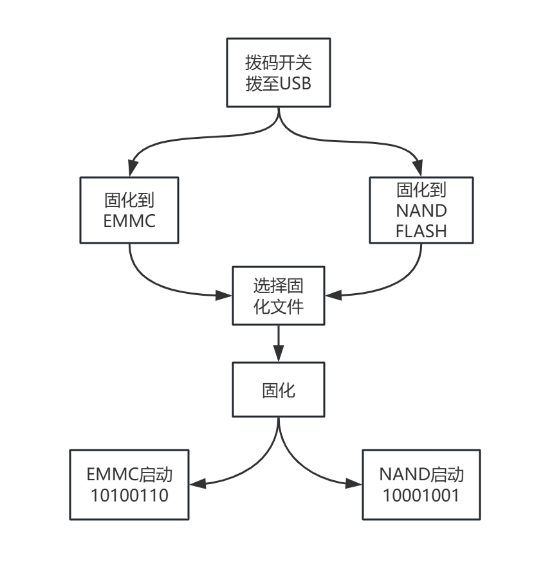 拨码开关
拨至USB
固化到
EMMC
固化到
NAND
FLASH
选择固
化文件
固化
EMMC启动
10100110
NAND启动
10001001